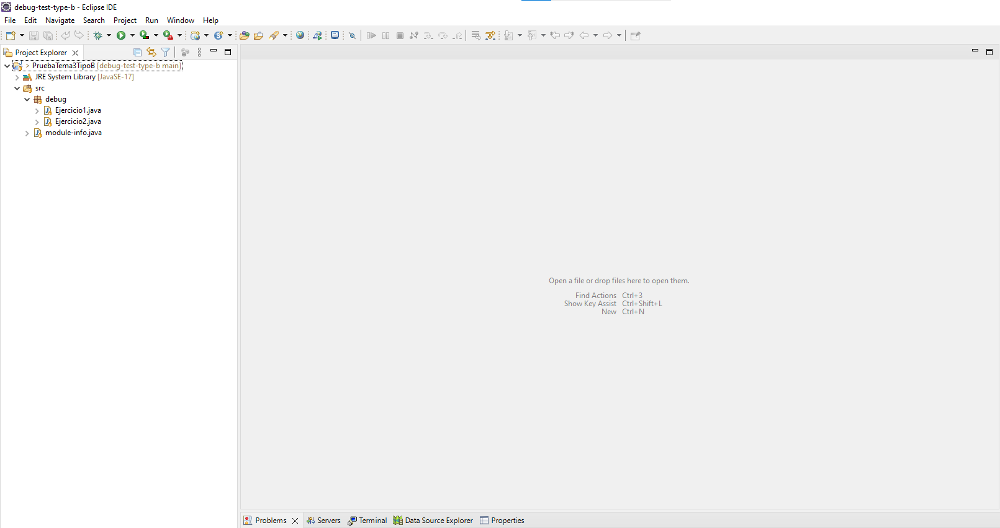 debug-test-type-b - Eclipse IDE
File Edit Navigate Search Project Run Window Help
Project Explorer
> PruebaTema3TipoB [debug-test-type-b main]
JRE System Library [JavaSE-17]
src
debug
Ejercicio1.java
Ejercicio2.java
module-info.java
Open a file or drop files here to open them.
Find Actions Ctrl+3
Show Key Assist Ctrl+Shift+L
New Ctrl+N
Problems Servers Terminal Data Source Explorer Properties